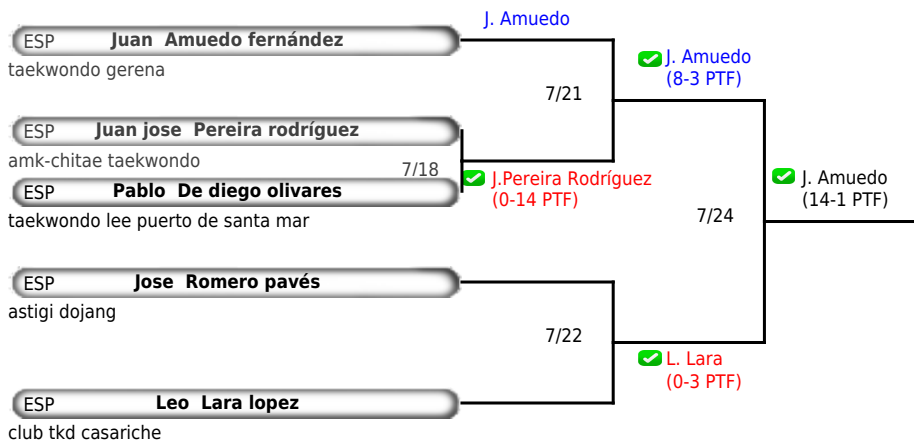 J. Amuedo
ESP Juan Amuedo fernández
taekwondo gerena
J. Amuedo
(8-3 PTF)
7/21
ESP Juan jose Pereira rodríguez
amk-chitae taekwondo
7/18
J.Pereira Rodríguez
(0-14 PTF)
J. Amuedo
(14-1 PTF)
ESP Pablo De diego olivares
taekwondo lee puerto de santa mar
7/24
ESP Jose Romero pavés
astigi dojang
7/22
L. Lara
(0-3 PTF)
ESP Leo Lara lopez
club tkd casariche